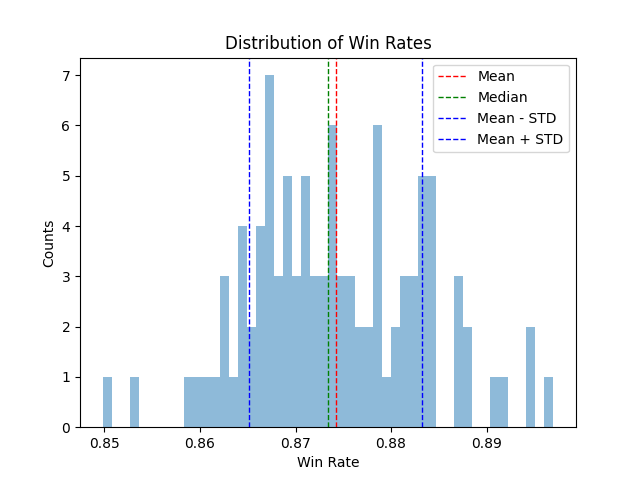 Distribution of Win Rates
Mean
Median
Mean - STD
Mean + STD
7
6
5
4
3
2
1
0
Counts
0.85 0.86 0.87 0.88 0.89
Win Rate